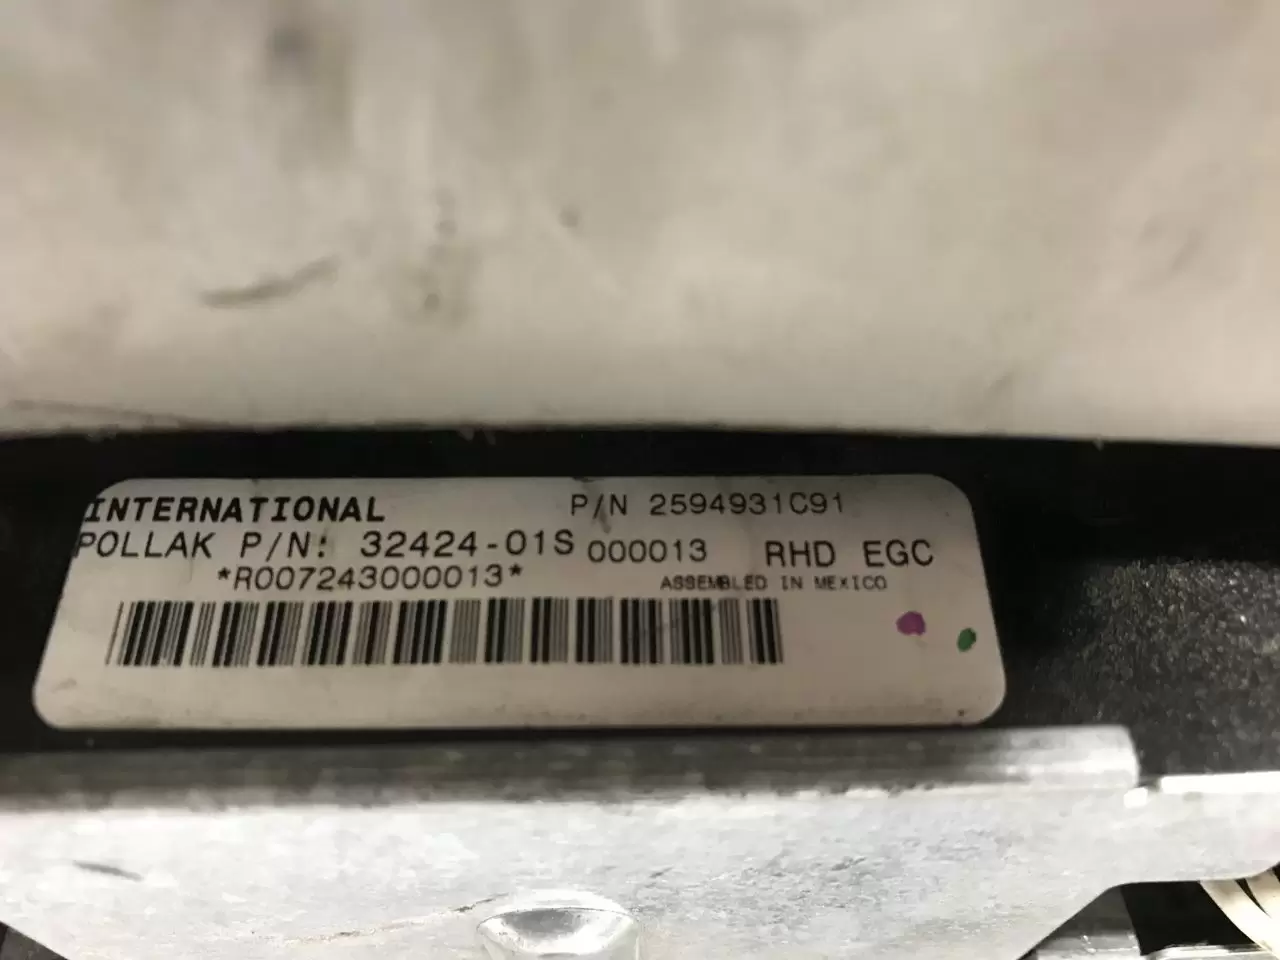 INTERNATIONAL P/N 2594931C91
POLLAK P/N: 32424-01S 000013 RHD EGC
*R007243000013* ASSEMBLED IN MEXICO